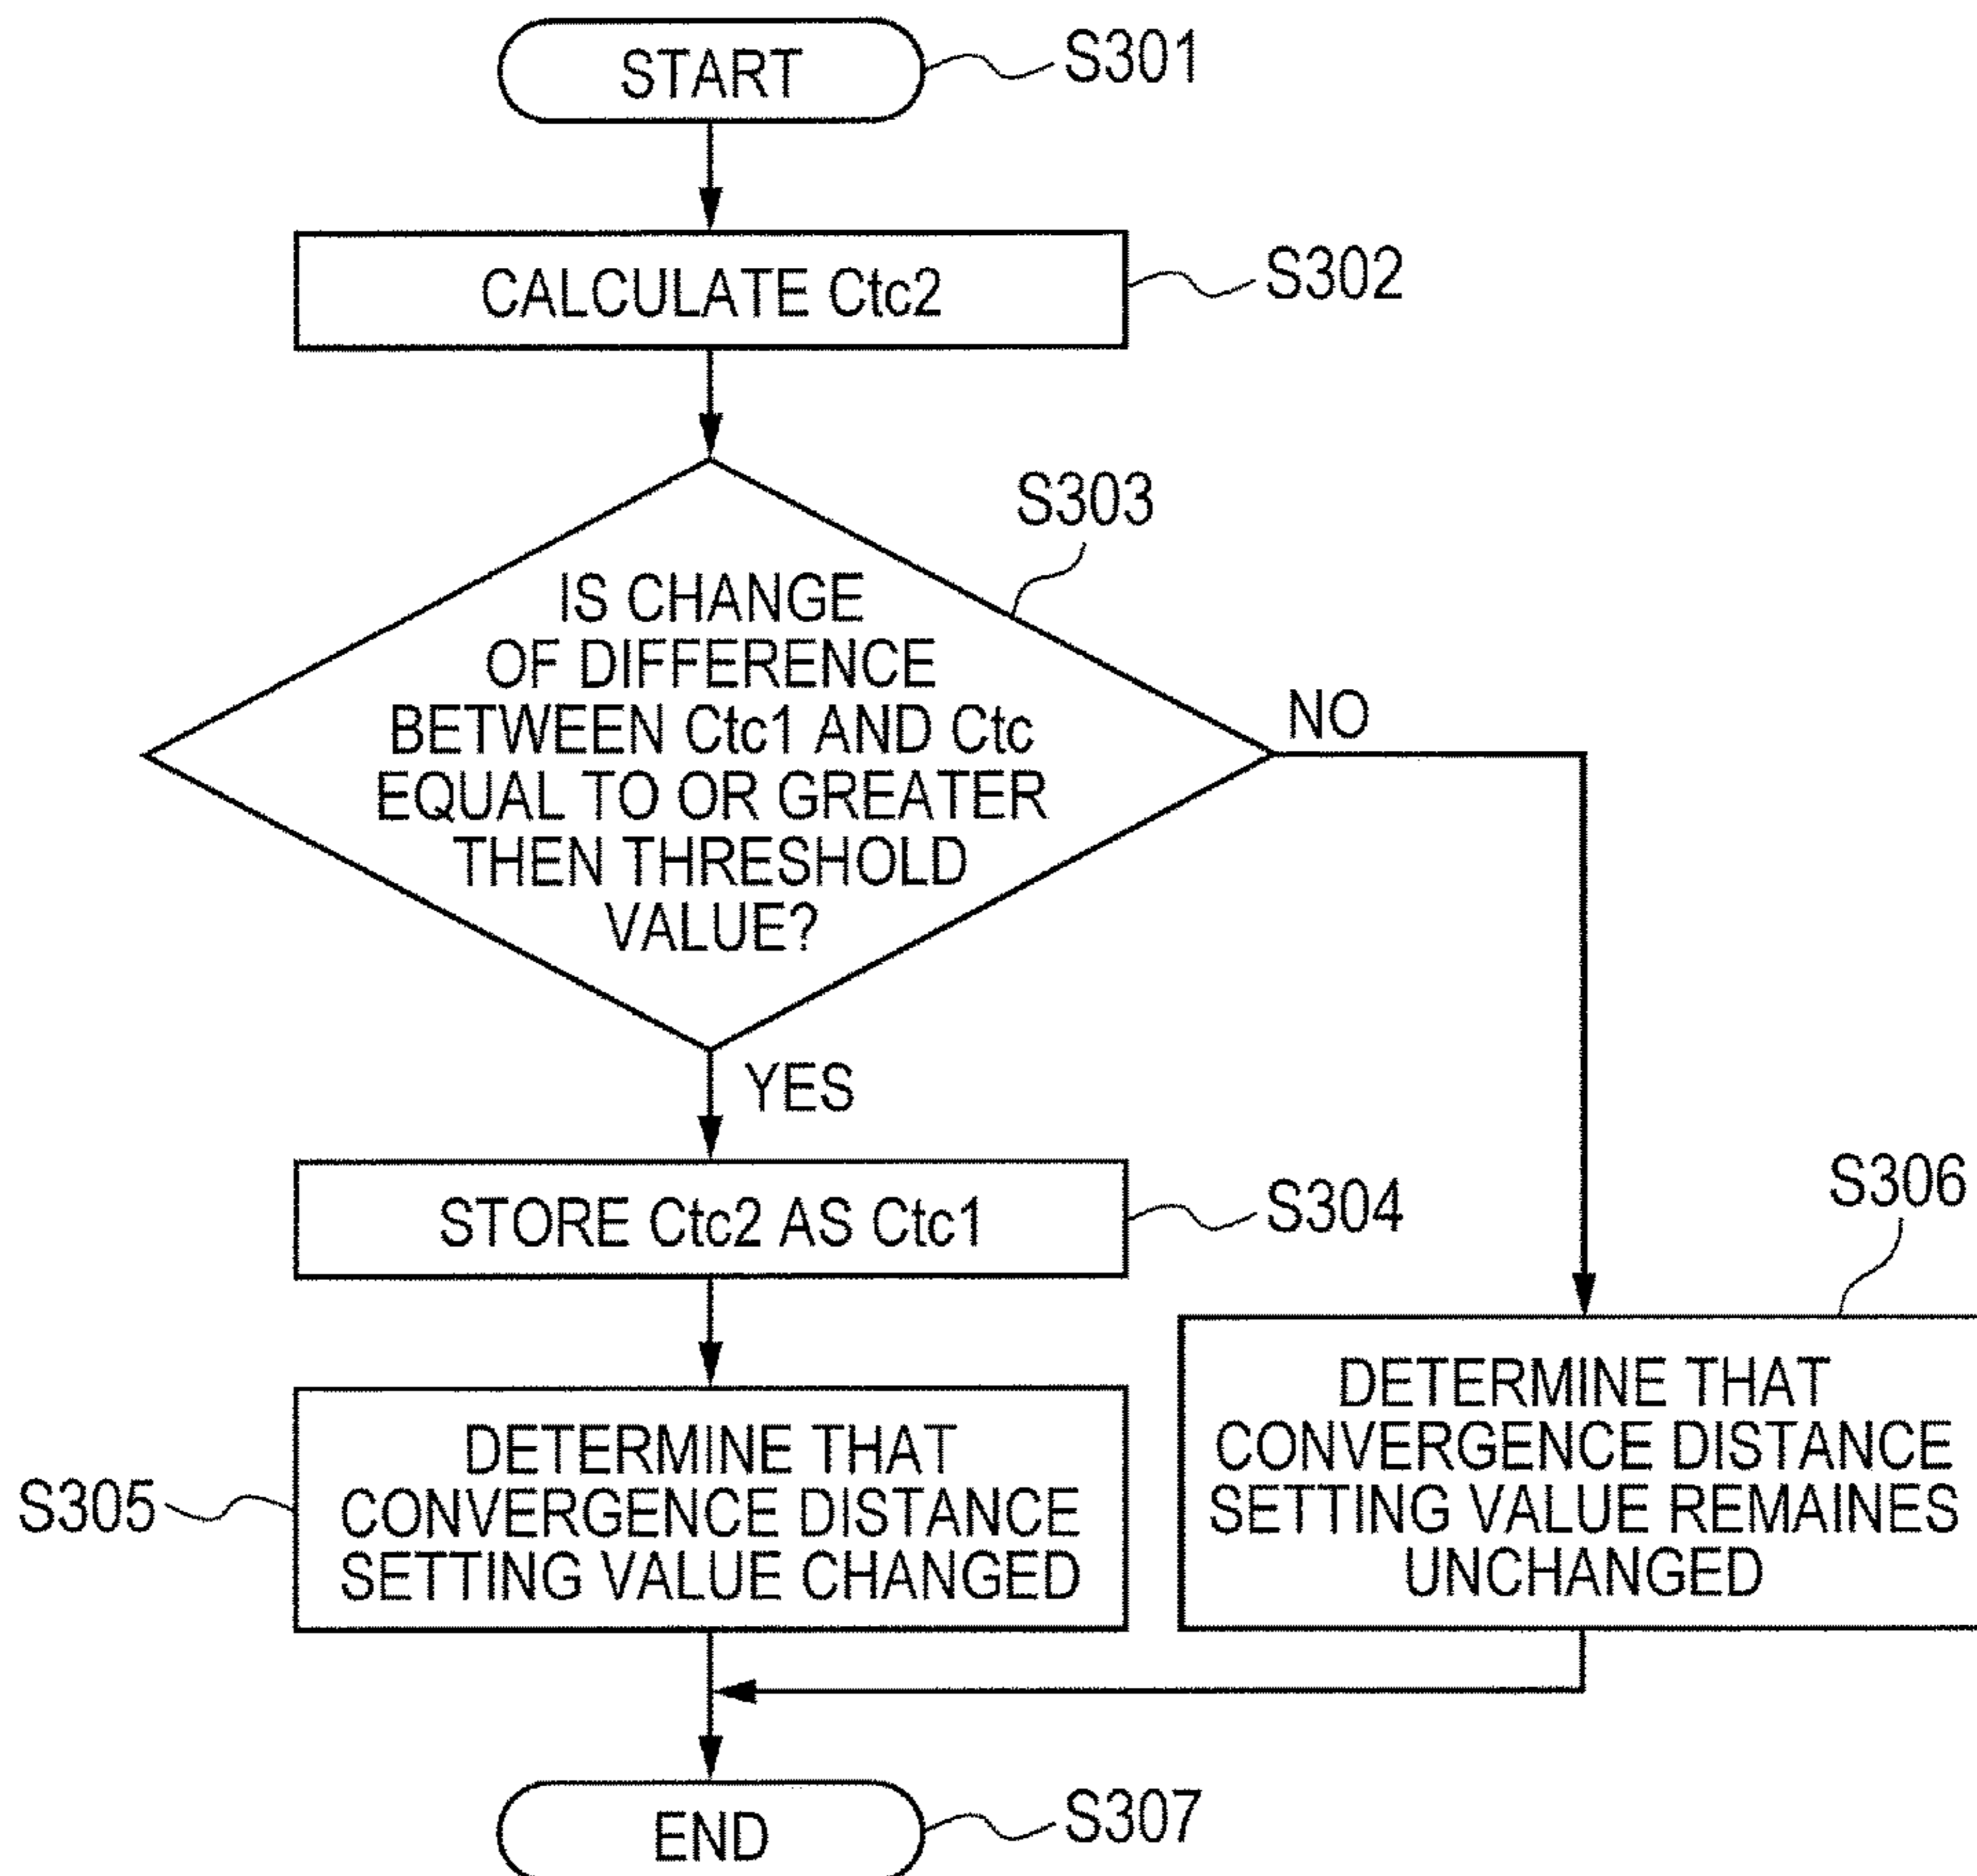 START
S301
CALCULATE Ctc2
S302
S303
IS CHANGE
OF DIFFERENCE
BETWEEN Ctc1 AND Ctc
EQUAL TO OR GREATER
THEN THRESHOLD
VALUE?
NO
YES
STORE Ctc2 AS Ctc1
S304
S306
S305
DETERMINE THAT
CONVERGENCE DISTANCE
SETTING VALUE CHANGED
DETERMINE THAT
CONVERGENCE DISTANCE
SETTING VALUE REMAINES
UNCHANGED
END
S307